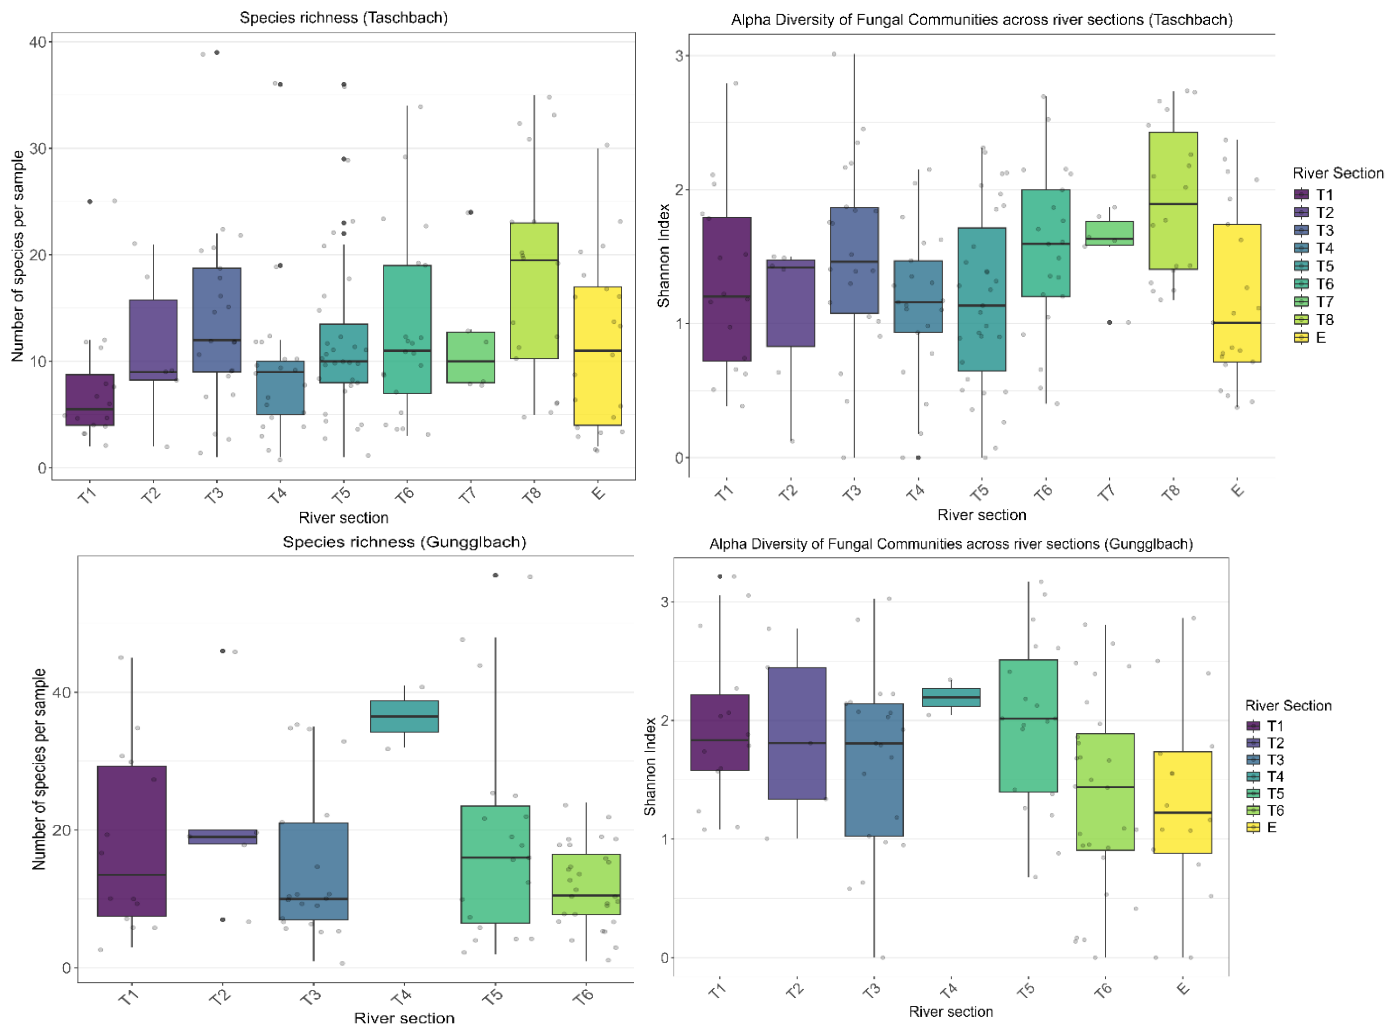 Species richness (Taschbach)
Number of species per sample
40
30
20
10
0
T1 T2 T3 T4 T5 T6 T7 T8 E
River section
Alpha Diversity of Fungal Communities across river sections (Taschbach)
Shannon Index
3
2
1
0
T1 T2 T3 T4 T5 T6 T7 T8 E
River section
River Section
T1
T2
T3
T4
T5
T6
T7
T8
E
Species richness (Gungglbach)
Number of species per sample
40
20
0
T1 T2 T3 T4 T5 T6
River section
Alpha Diversity of Fungal Communities across river sections (Gungglbach)
Shannon Index
3
2
1
0
T1 T2 T3 T4 T5 T6 E
River section
River Section
T1
T2
T3
T4
T5
T6
E